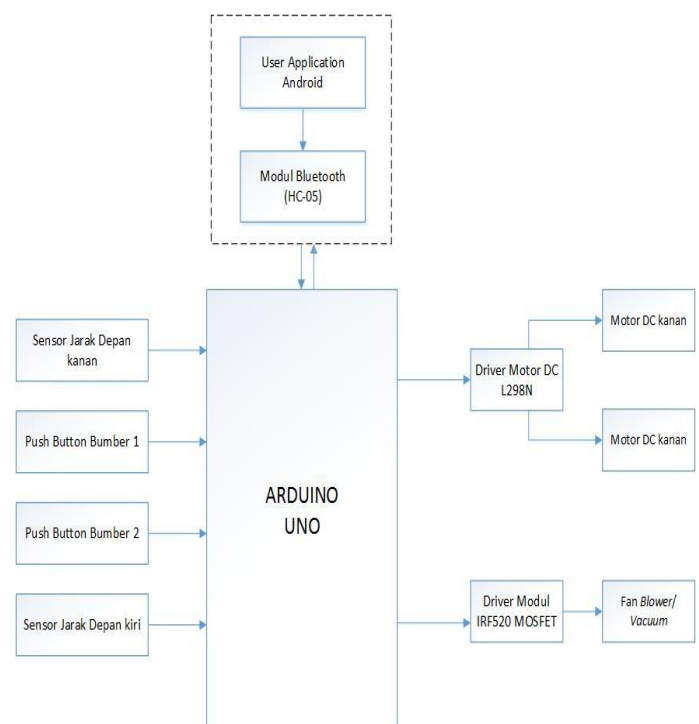 User Application
Android
Modul Bluetooth
(HC-05)
Sensor Jarak Depan
kanan
Push Button Bumber 1
Push Button Bumber 2
Sensor Jarak Depan kiri
ARDUINO
UNO
Driver Motor DC
L298N
Motor DC kanan
Motor DC kanan
Driver Modul
IRF520 MOSFET
Fan Blower/
Vacuum